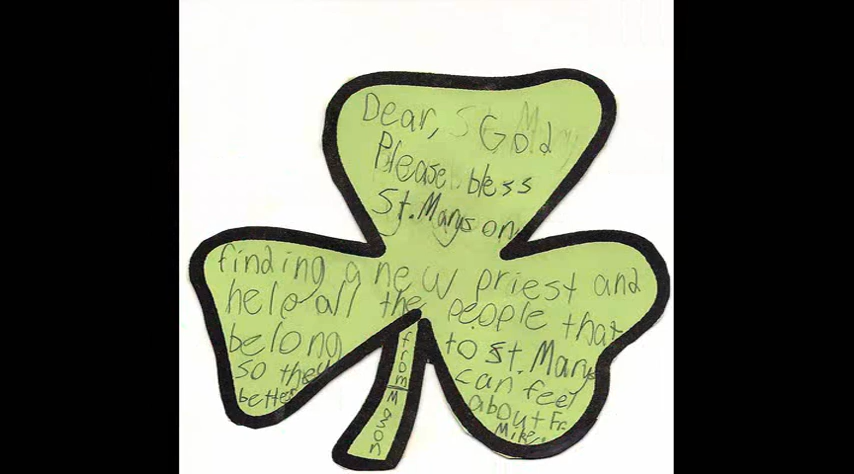 Dear, God
Please bless
St. Marys on
finding a new priest and
help all the people that
belong to St. Marys
so they can feel
better about Fr.
Mike.
from Mason